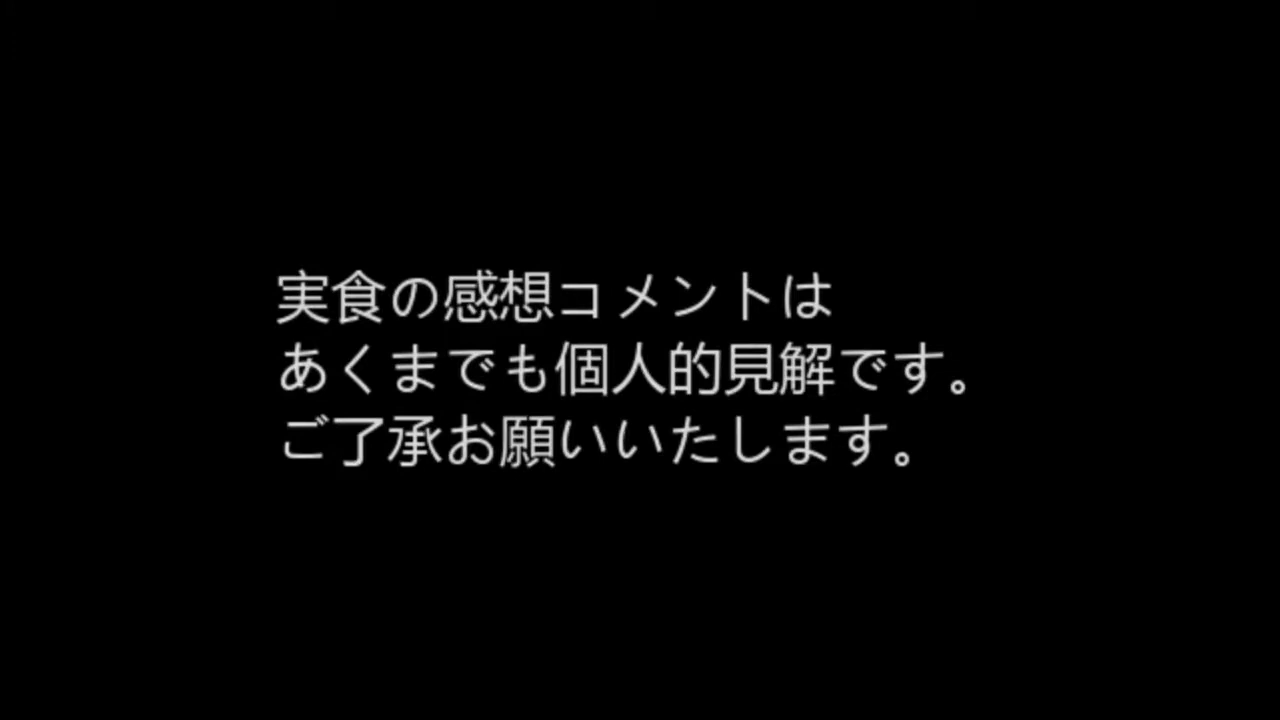 実食の感想コメントは
あくまでも個人的見解です。
ご了承お願いいたします。